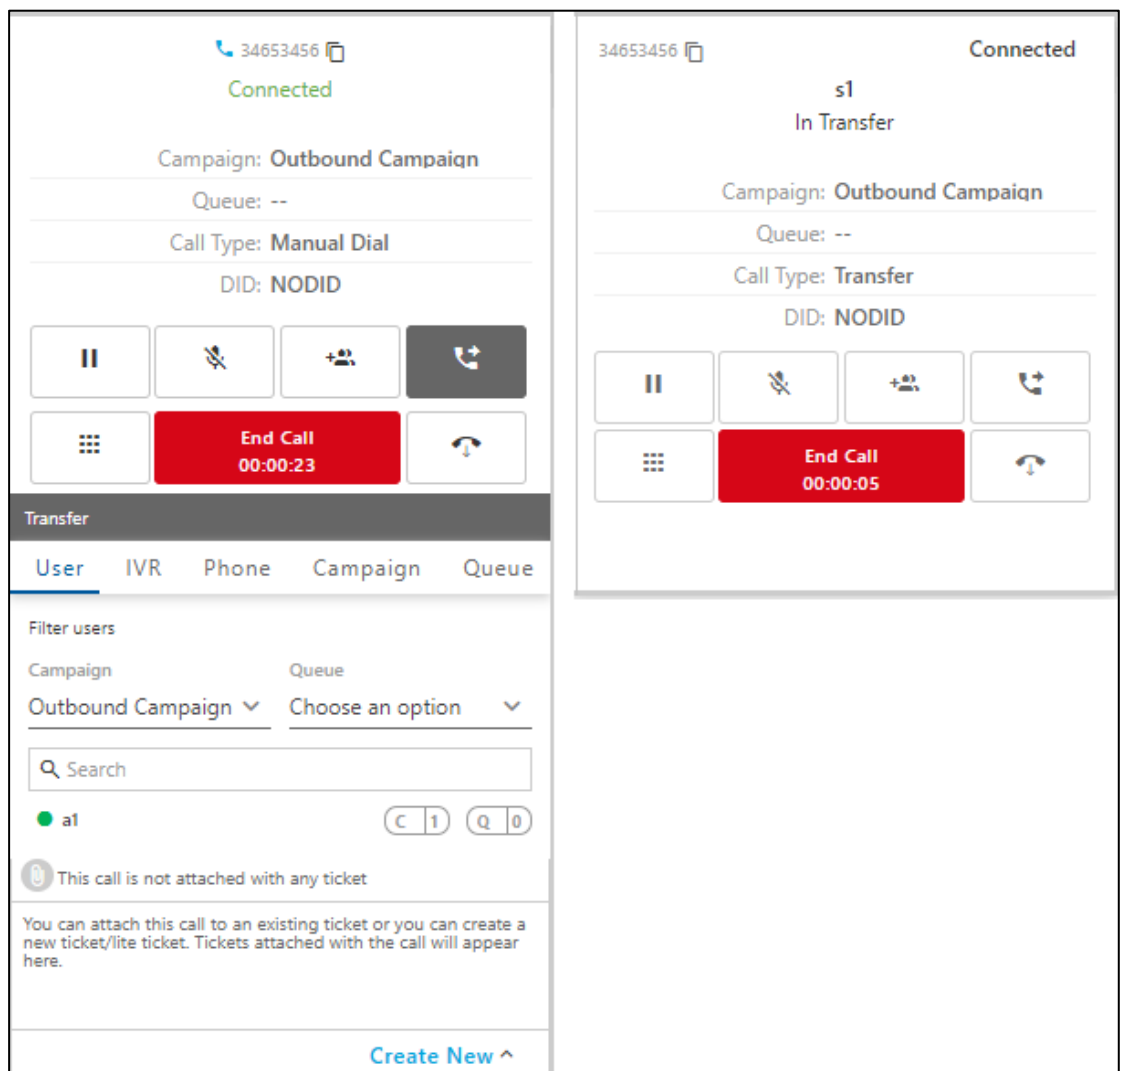 34653456
Connected
Campaign: Outbound Campaign
Queue: --
Call Type: Manual Dial
DID: NODID
End Call
00:00:23
Transfer
User IVR Phone Campaign Queue
Filter users
Campaign Queue
Outbound Campaign Choose an option
Search
a1 C 1 Q 0
This call is not attached with any ticket
You can attach this call to an existing ticket or you can create a
new ticket/lite ticket. Tickets attached with the call will appear
here.
Create New
34653456 Connected
s1
In Transfer
Campaign: Outbound Campaign
Queue: --
Call Type: Transfer
DID: NODID
End Call
00:00:05